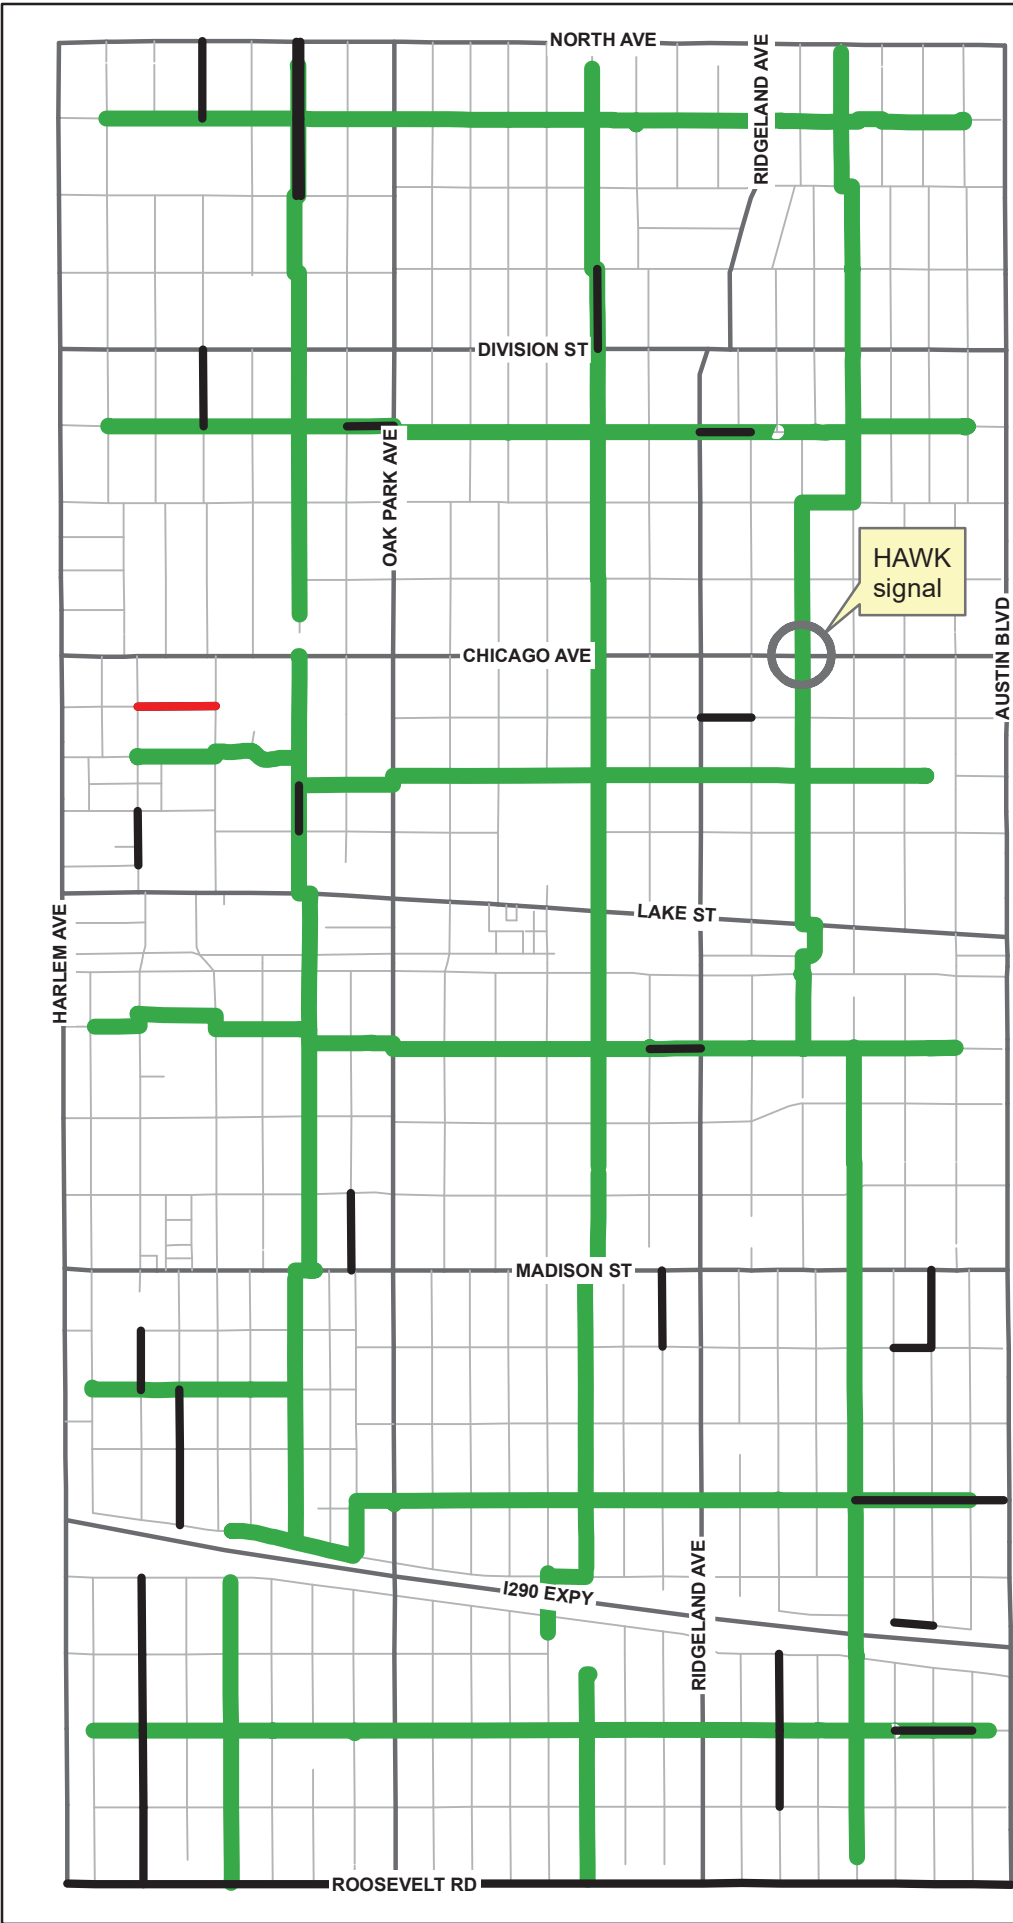 NORTH AVE
RIDGELAND AVE
DIVISION ST
OAK PARK AVE
HAWK
signal
CHICAGO AVE
AUSTIN BLVD
HARLEM AVE
LAKE ST
MADISON ST
I290 EXPY
RIDGELAND AVE
ROOSEVELT RD